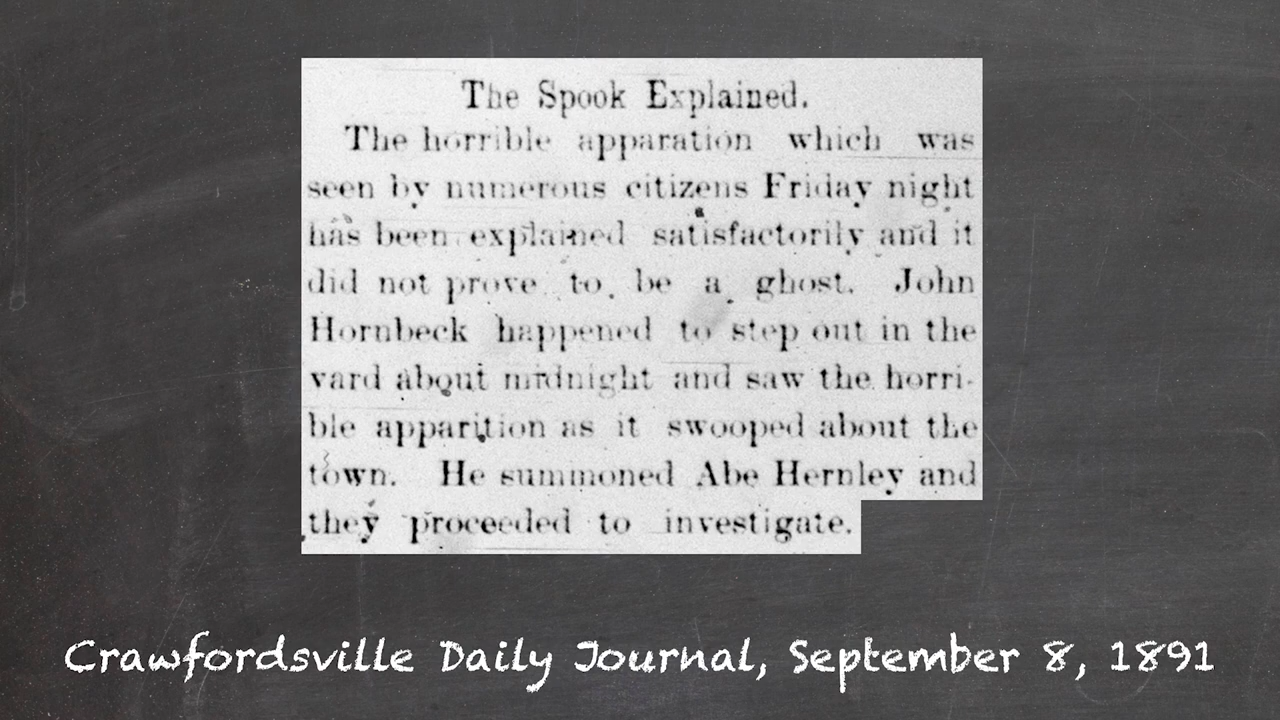 The Spook Explained.
The horrible apparation which was
seen by numerous citizens Friday night
has been explained satisfactorily and it
did not prove to be a ghost. John
Hornbeck happened to step out in the
yard about midnight and saw the horri-
ble apparition as it swooped about the
town. He summoned Abe Hernley and
they proceeded to investigate.
Crawfordsville Daily Journal, September 8, 1891